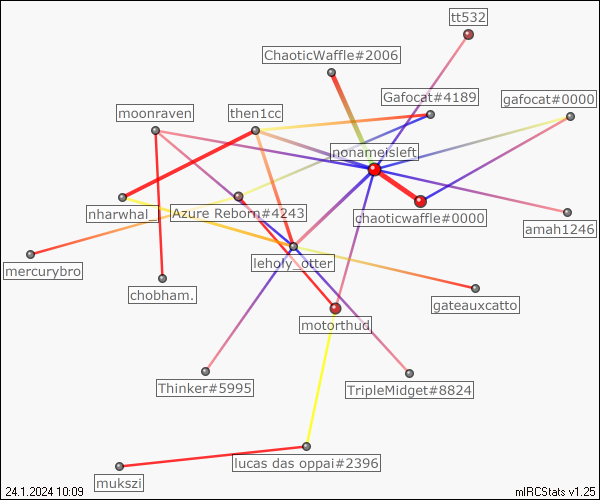 tt532
ChaoticWaffle#2006
Gafocat#4189
gafocat#0000
moonraven
then1cc
nonameisleft
nharwhal_
Azure Reborn#4243
chaoticwaffle#0000
amah1246
mercurybro
leholy_otter
chobham.
gateauxcatto
motorthud
Thinker#5995
TripleMidget#8824
lucas das oppai#2396
mukszi
24.1.2024 10:09
mIRCStats v1.25